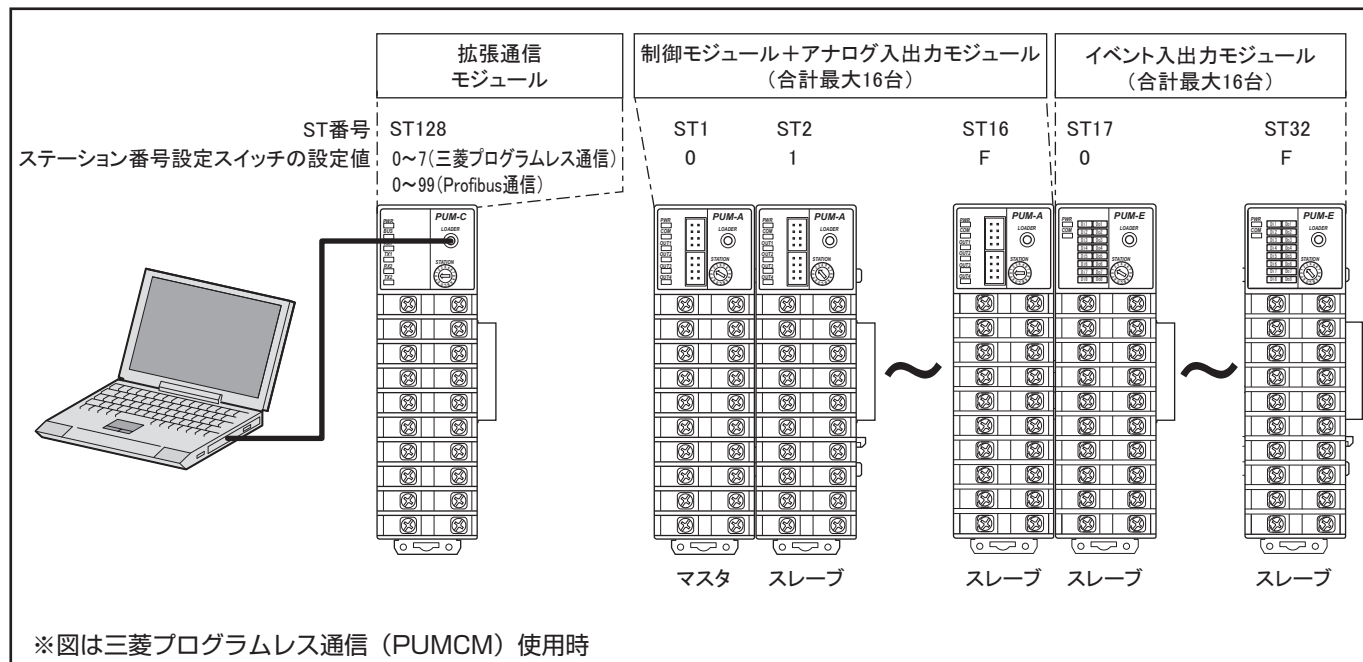 拡張通信
モジュール
制御モジュール＋アナログ入出力モジュール
（合計最大16台）
イベント入出力モジュール
（合計最大16台）
ST番号 ST128 ST1 ST2 ST16 ST17 ST32
ステーション番号設定スイッチの設定値 0～7（三菱プログラムレス通信） 0 1 F 0 F
0～99（Profibus通信）
PUM-C PUM-A PUM-A PUM-A PUM-E PUM-E
LOADER LOADER LOADER LOADER LOADER LOADER
STATION STATION STATION STATION STATION STATION
～ ～
マスタ スレーブ スレーブ スレーブ スレーブ
※図は三菱プログラムレス通信（PUMCM）使用時